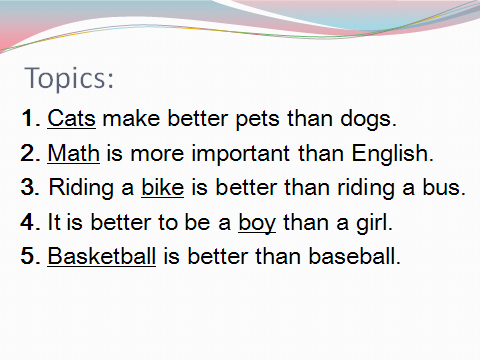 Topics:
1. Cats make better pets than dogs.
2. Math is more important than English.
3. Riding a bike is better than riding a bus.
4. It is better to be a boy than a girl.
5. Basketball is better than baseball.